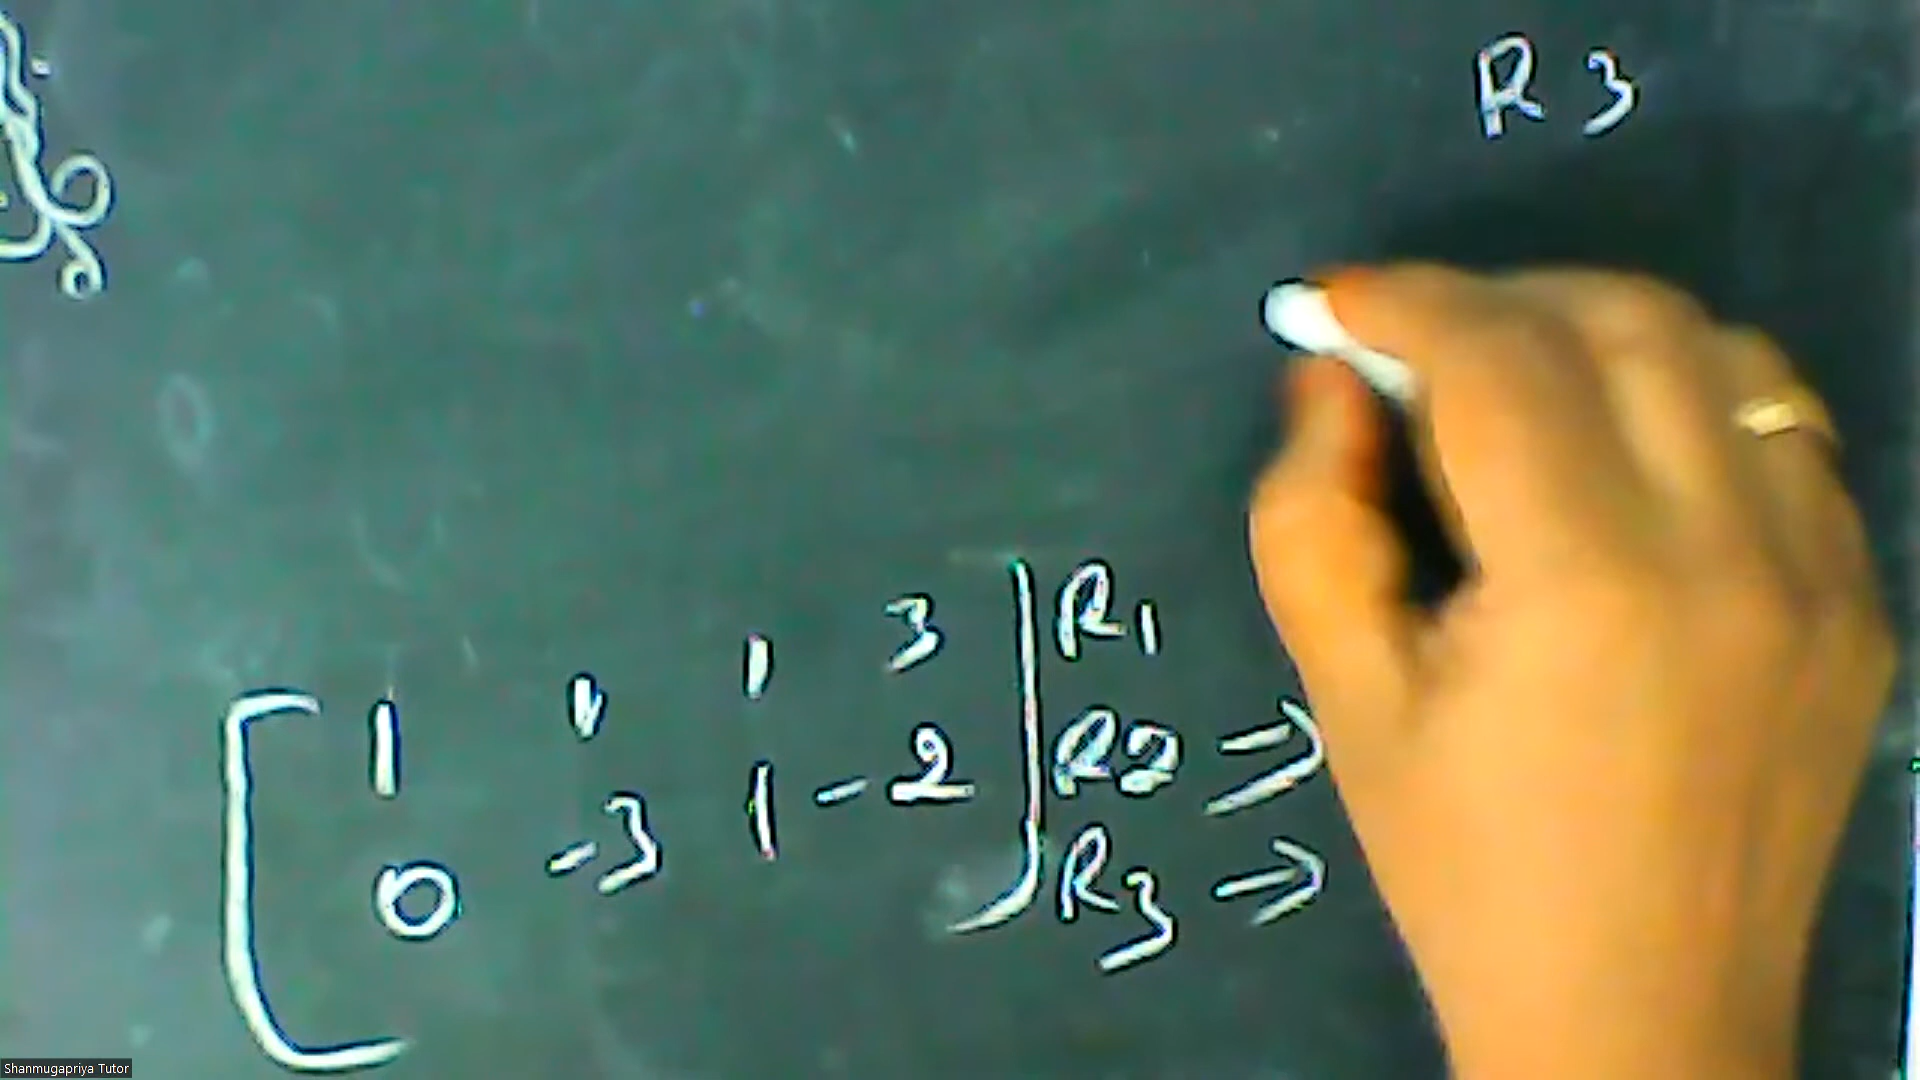 R 3
1 1 1 3 R1
0 -3 1 -2 R2 →
R3 →
Shanmugapriya Tutor